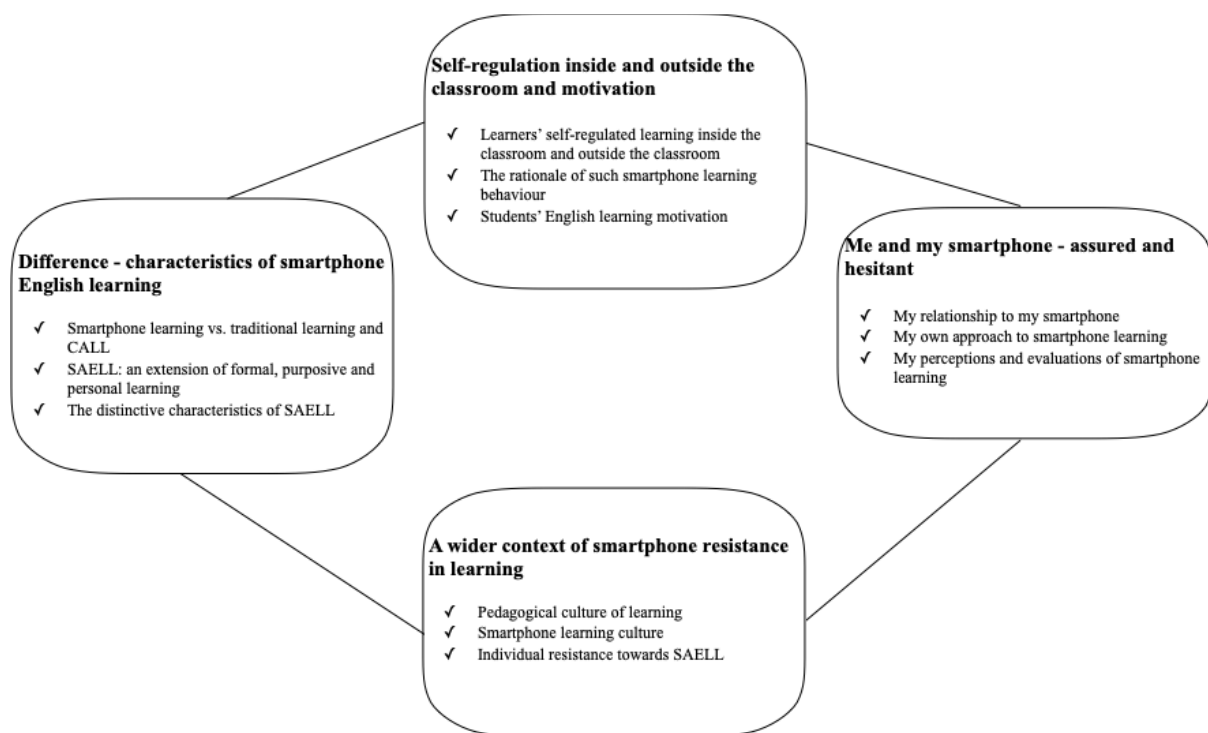 Self-regulation inside and outside the
classroom and motivation
✓ Learners' self-regulated learning inside the
classroom and outside the classroom
✓ The rationale of such smartphone learning
behaviour
✓ Students' English learning motivation
Difference - characteristics of smartphone
English learning
✓ Smartphone learning vs. traditional learning and
CALL
✓ SAELL: an extension of formal, purposive and
personal learning
✓ The distinctive characteristics of SAELL
Me and my smartphone - assured and
hesitant
✓ My relationship to my smartphone
✓ My own approach to smartphone learning
✓ My perceptions and evaluations of smartphone
learning
A wider context of smartphone resistance
in learning
✓ Pedagogical culture of learning
✓ Smartphone learning culture
✓ Individual resistance towards SAELL